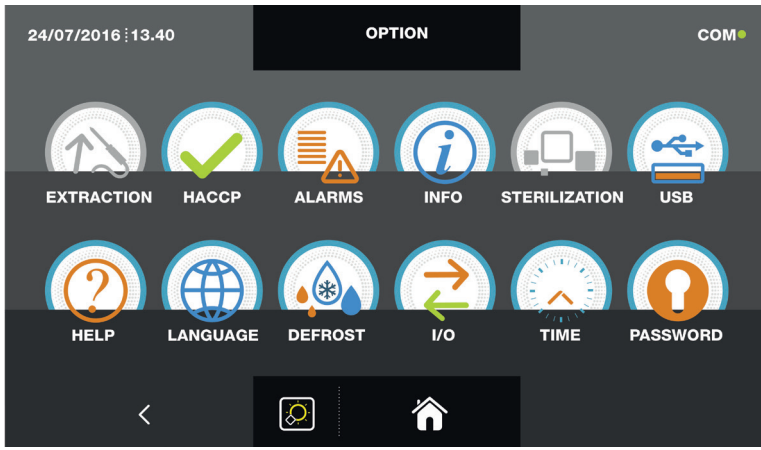 24/07/2016 13.40
OPTION
COM
EXTRACTION
HACCP
ALARMS
INFO
STERILIZATION
USB
HELP
LANGUAGE
DEFROST
I/O
TIME
PASSWORD